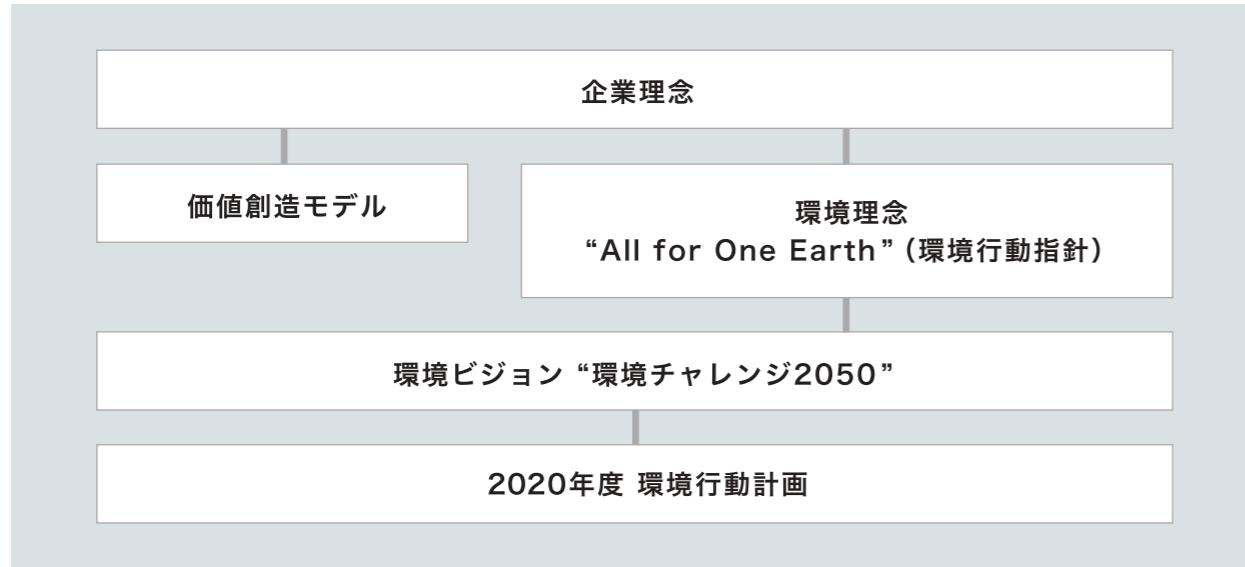 企業理念
価値創造モデル
環境理念
“All for One Earth”（環境行動指針）
環境ビジョン “環境チャレンジ2050”
2020年度 環境行動計画